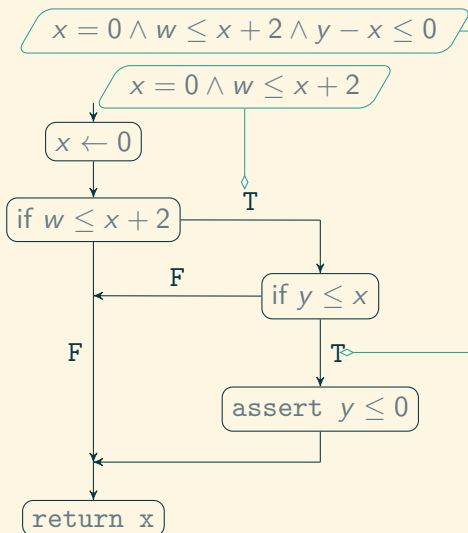 x = 0 ∧ w ≤ x + 2 ∧ y − x ≤ 0
x = 0 ∧ w ≤ x + 2
x ← 0
if w ≤ x + 2
T
F
if y ≤ x
F
T
assert y ≤ 0
return x